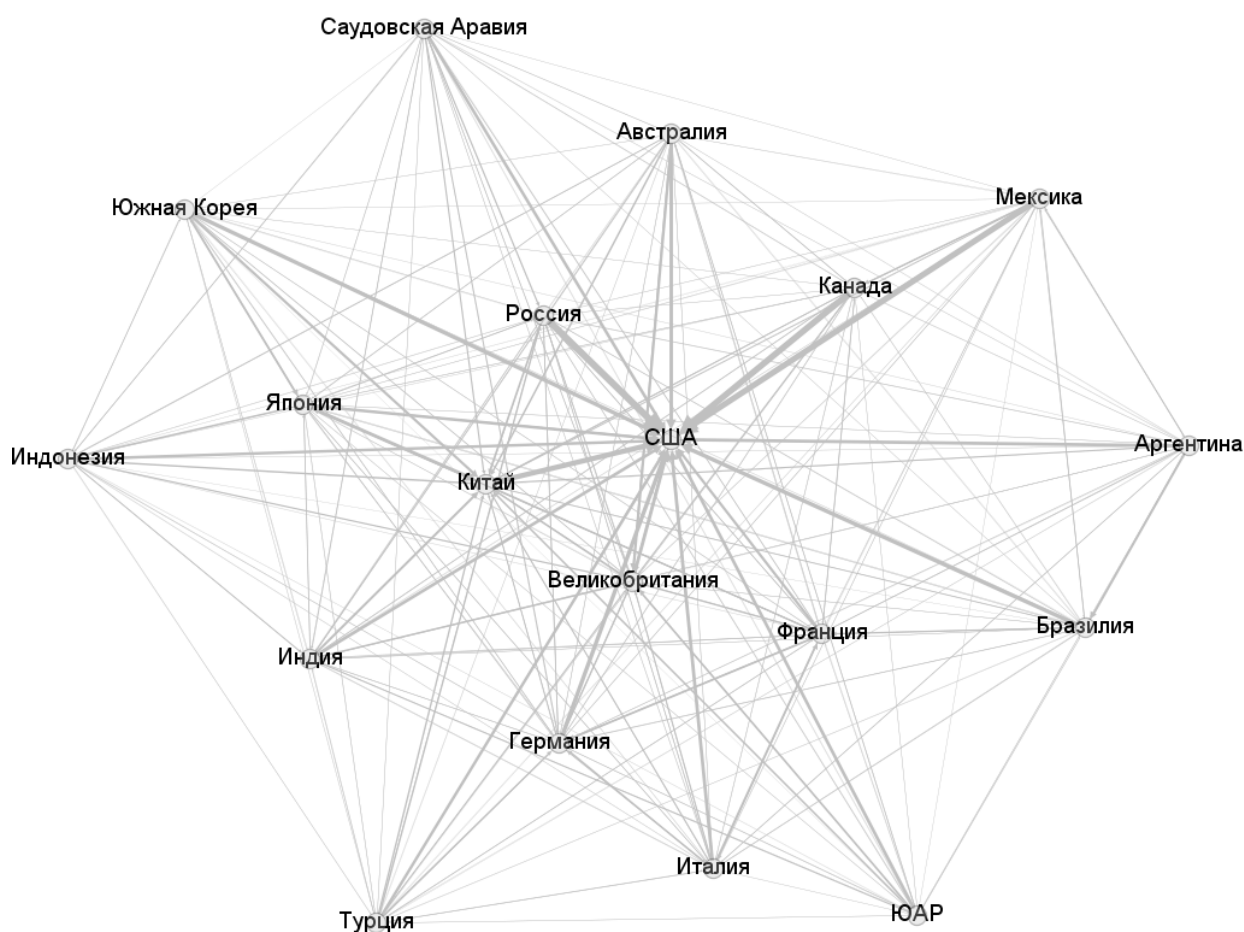 Саудовская Аравия
Австралия
Южная Корея
Мексика
Канада
Россия
Япония
США
Аргентина
Индонезия
Китай
Великобритания
Франция
Бразилия
Индия
Германия
Италия
ЮАР
Турция